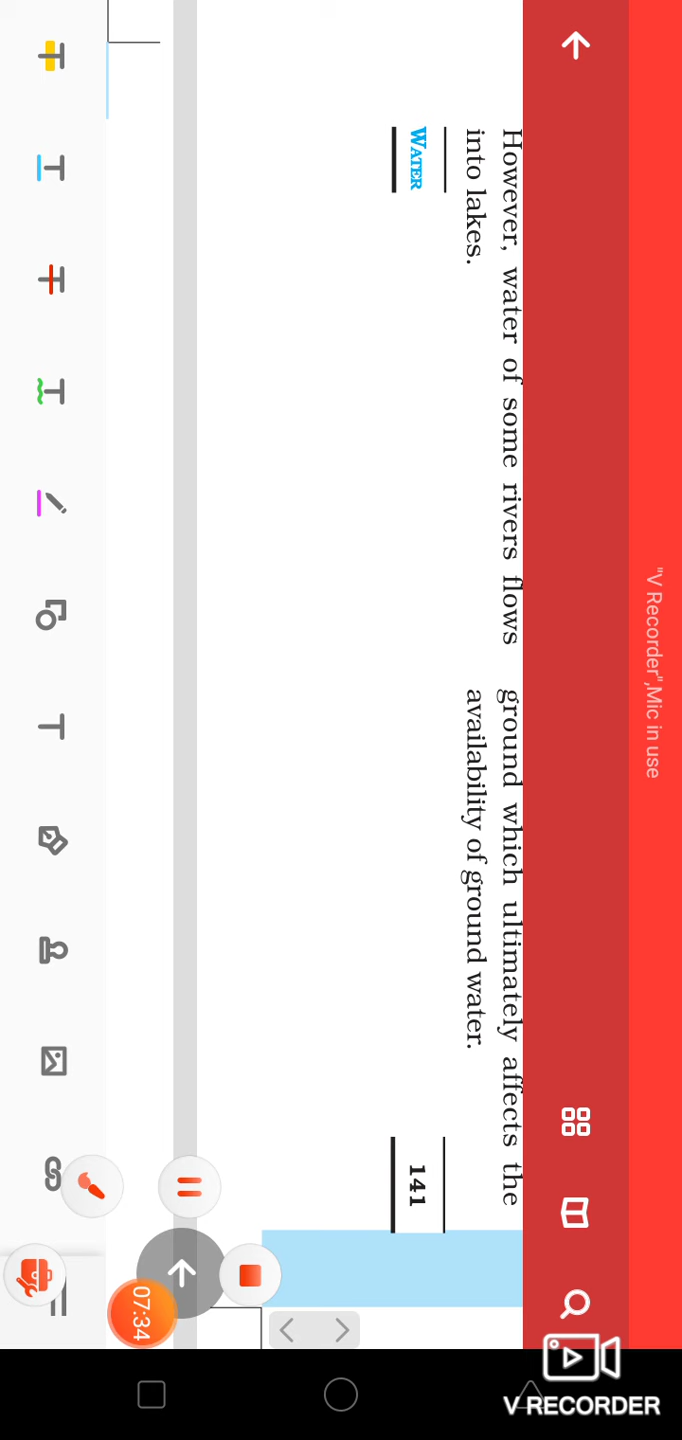 "V Recorder",Mic in use
However, water of some rivers flows
into lakes.
ground which ultimately affects the
availability of ground water.
WATER
141
07:34
V RECORDER